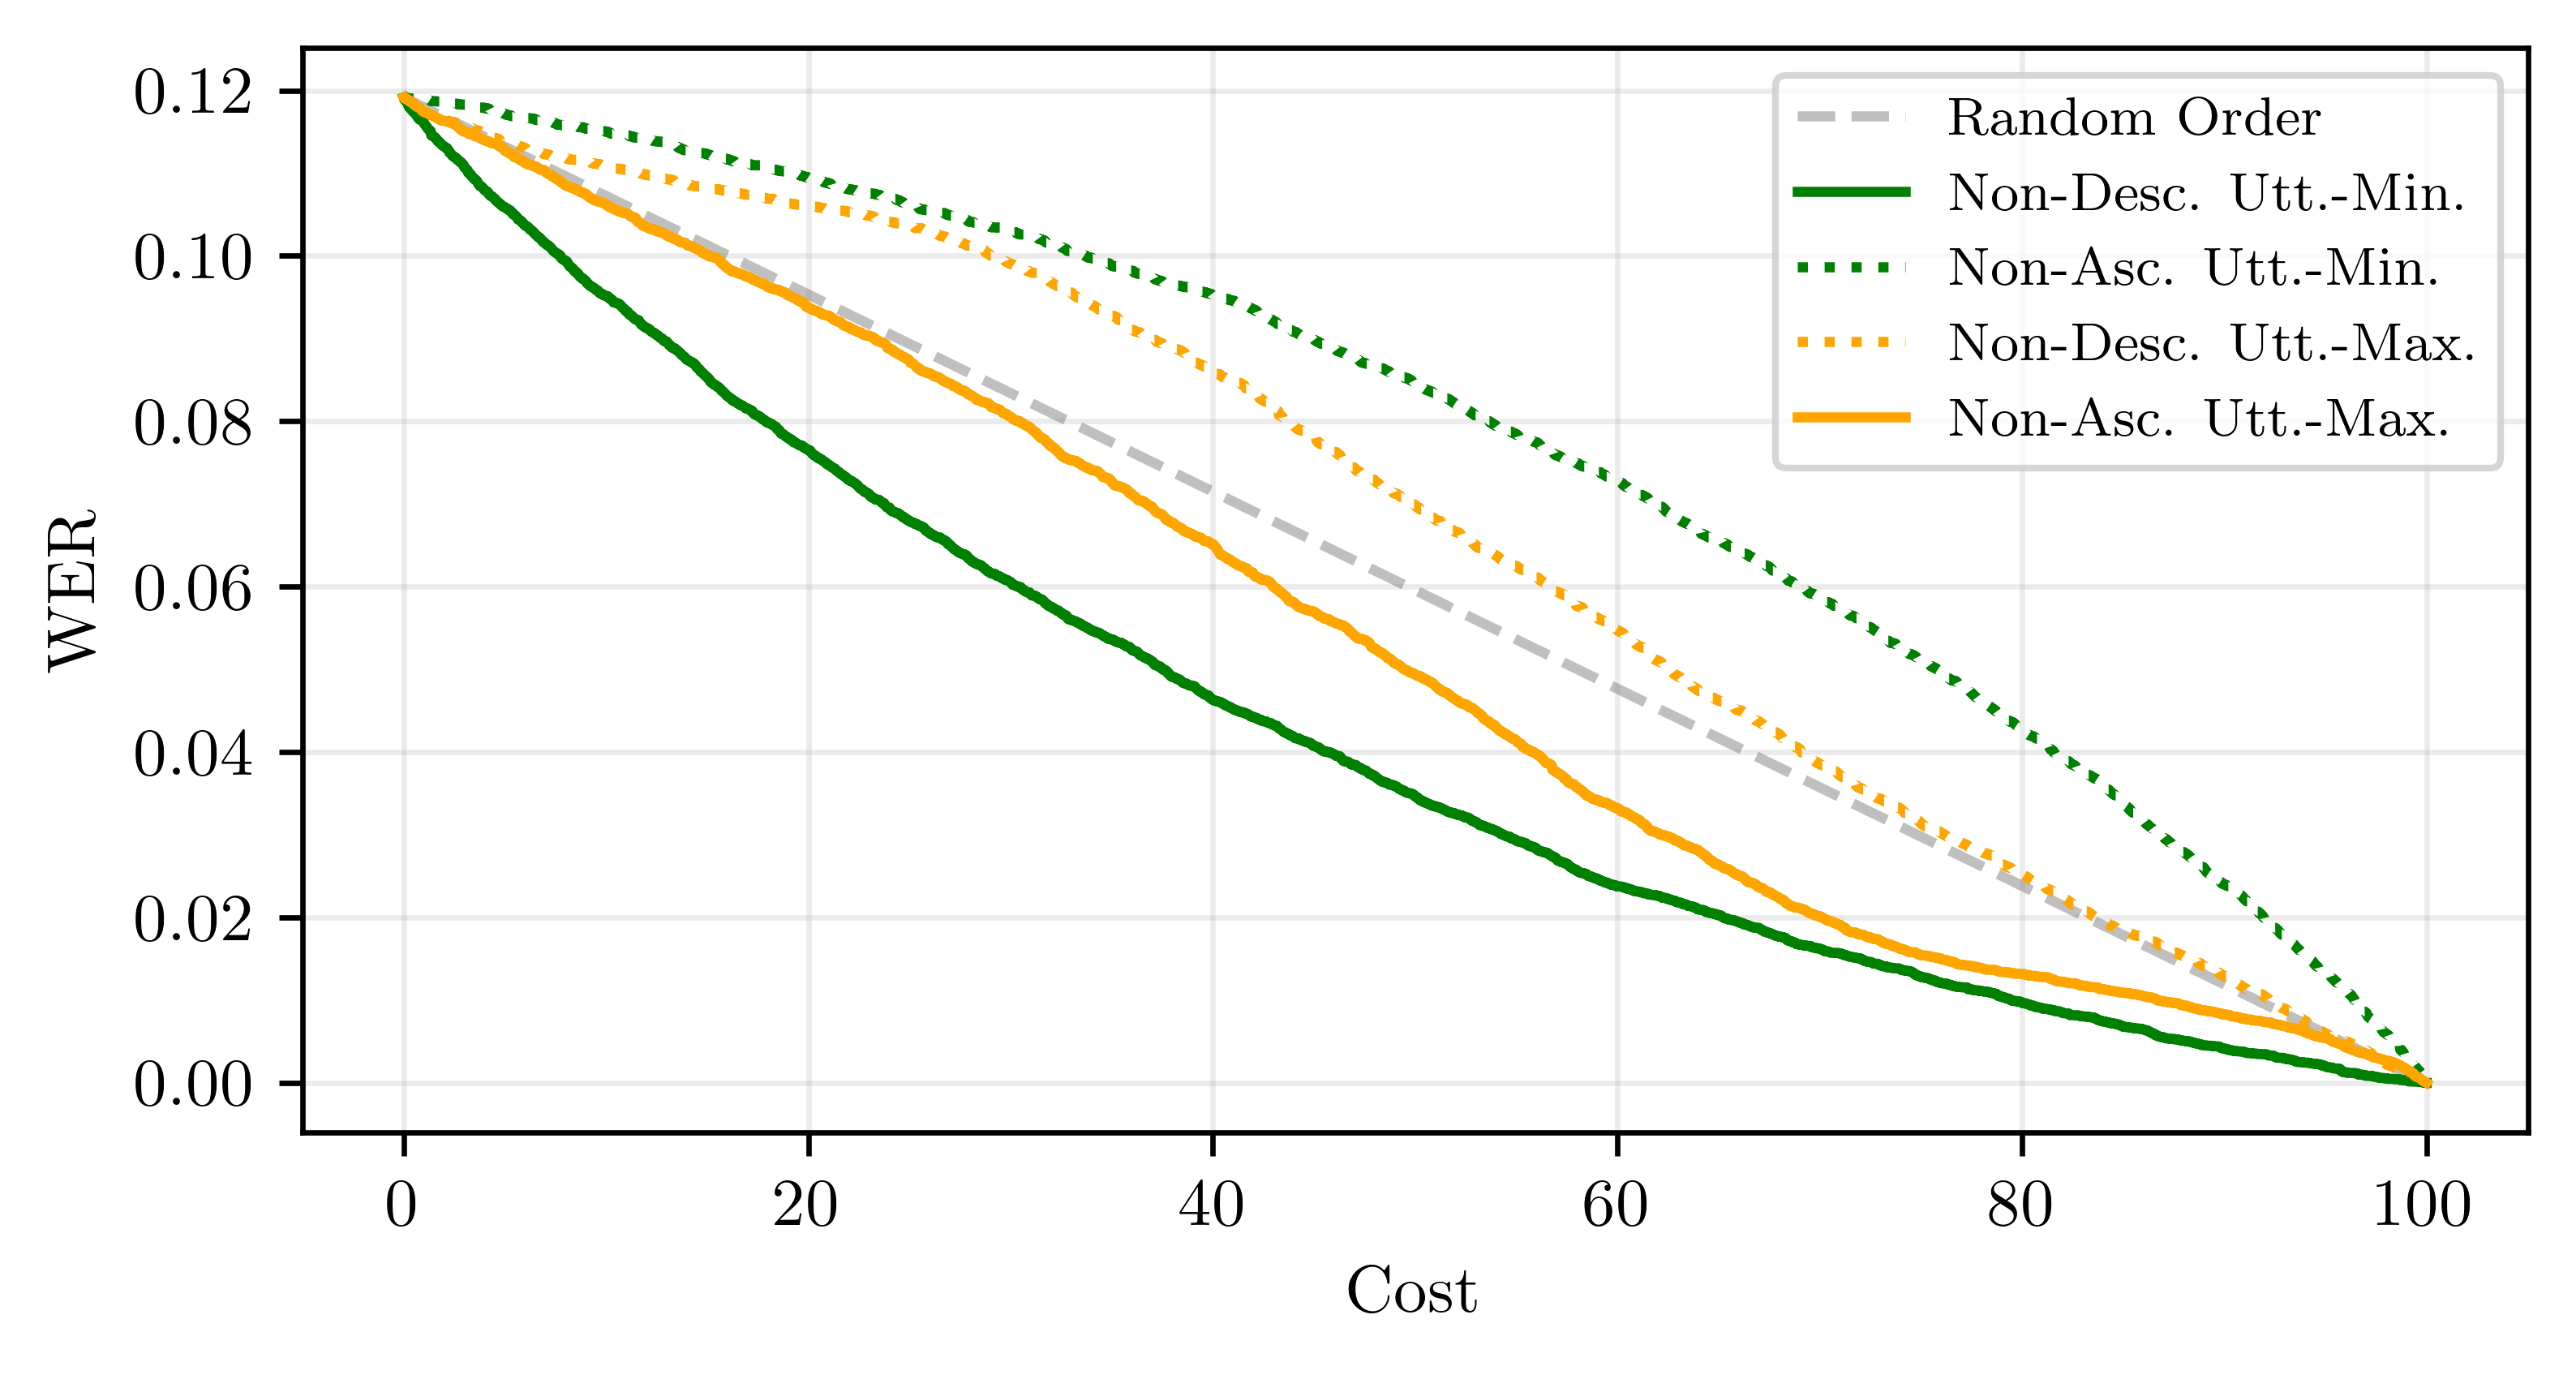 0.12
0.10
0.08
0.06
0.04
0.02
0.00
WER
Random Order
Non-Desc. Utt.-Min.
Non-Asc. Utt.-Min.
Non-Desc. Utt.-Max.
Non-Asc. Utt.-Max.
0 20 40 60 80 100
Cost